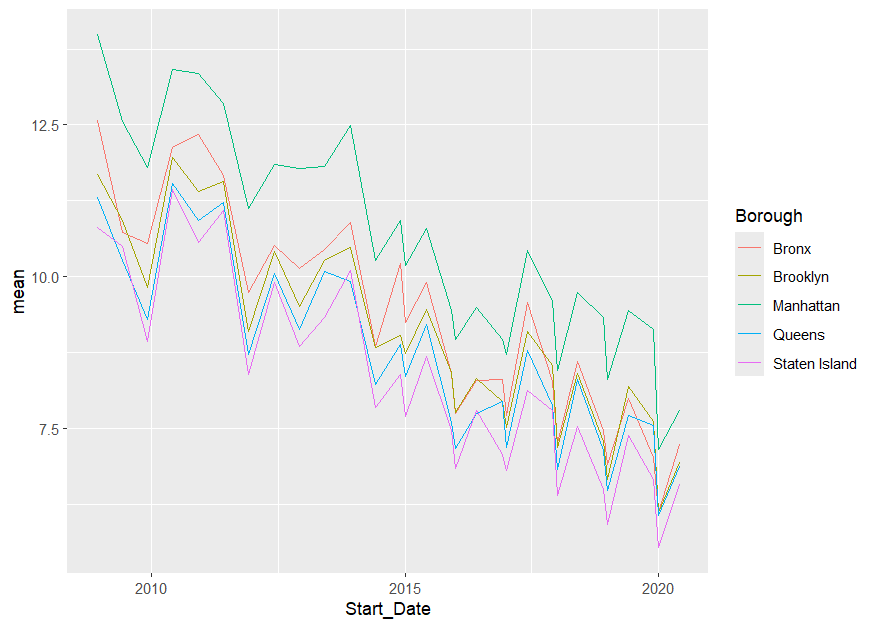 12.5
10.0
7.5
mean
2010
2015
2020
Start_Date
Borough
Bronx
Brooklyn
Manhattan
Queens
Staten Island